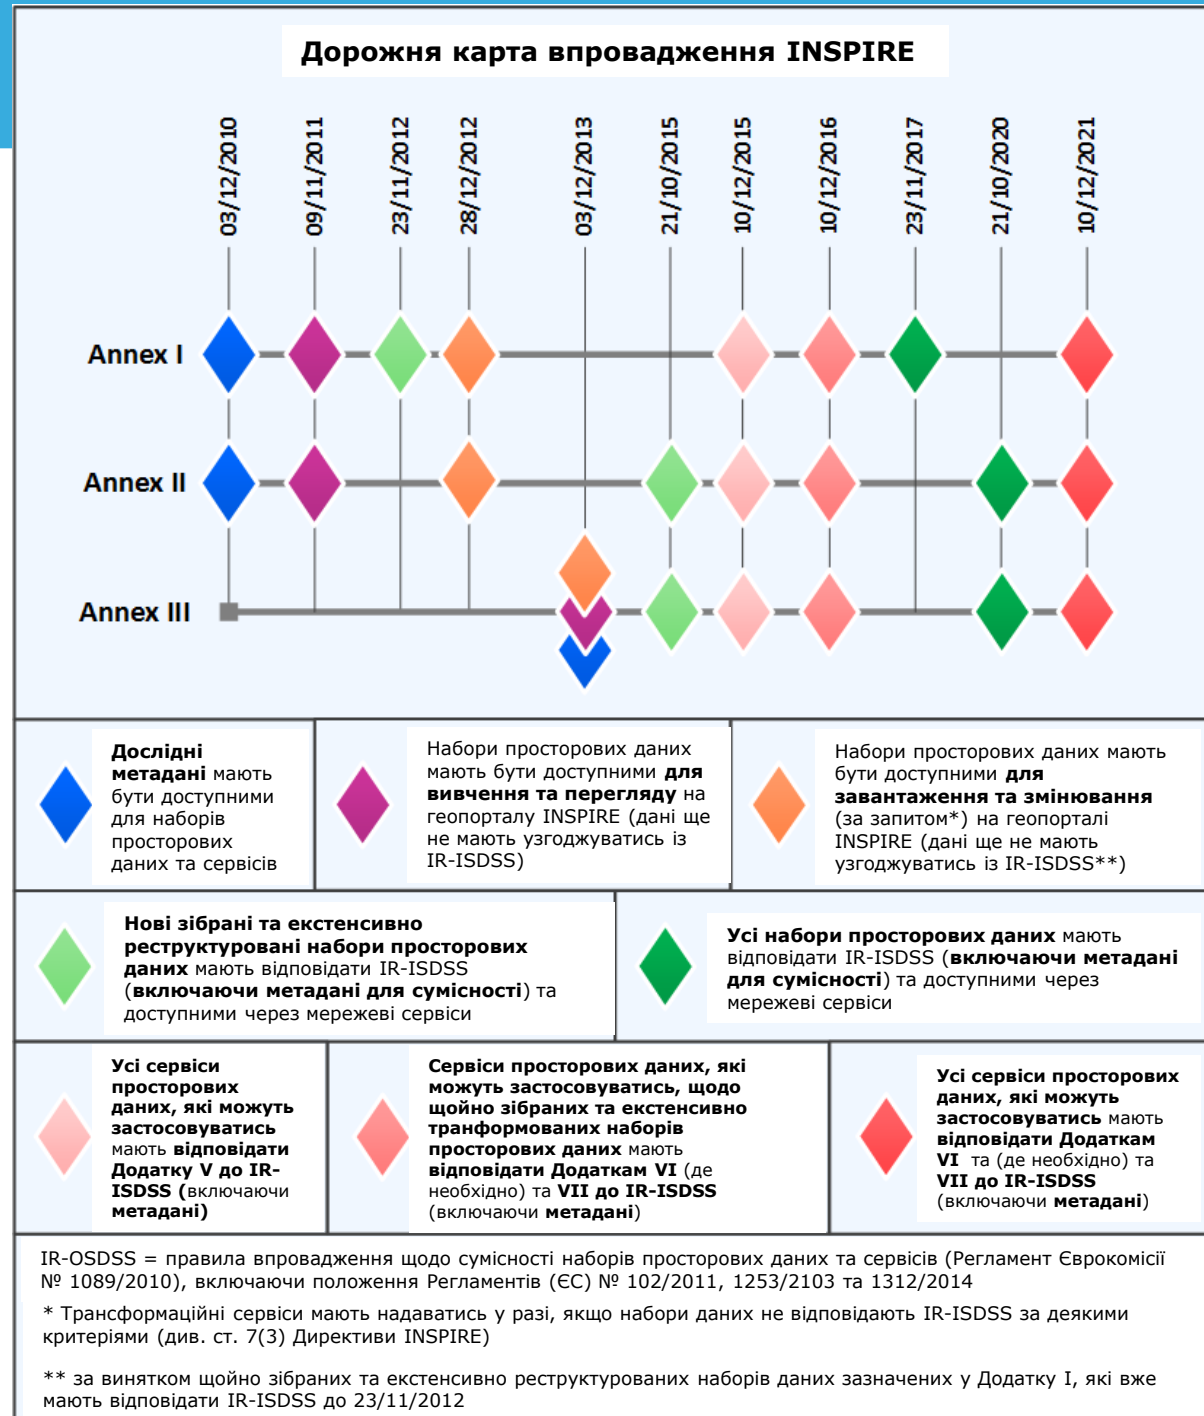 Дорожня карта впровадження INSPIRE
03/12/2010
09/11/2011
23/11/2012
28/12/2012
03/12/2013
21/10/2015
10/12/2015
10/12/2016
23/11/2017
21/10/2020
10/12/2021
Annex I
Annex II
Annex III
Дослідні
метадані мають
бути доступними
для наборів
просторових
даних та сервісів
Набори просторових даних
мають бути доступними для
вивчення та перегляду на
геопорталу INSPIRE (дані ще
не мають узгоджуватись із
IR-ISDSS)
Набори просторових даних мають
бути доступними для
завантаження та змінювання
(за запитом*) на геопорталі
INSPIRE (дані ще не мають
узгоджуватись із IR-ISDSS**)
Нові зібрані та екстенсивно
реструктуровані набори просторових
даних мають відповідати IR-ISDSS
(включаючи метадані для сумісності) та
доступними через мережеві сервіси
Усі набори просторових даних мають
відповідати IR-ISDSS (включаючи метадані
для сумісності) та доступними через
мережеві сервіси
Усі сервіси
просторових
даних, які можуть
застосовуватись
мають відповідати
Додатку V до IR-
ISDSS (включаючи
метадані)
Сервіси просторових даних, які
можуть застосовуватись, щодо
щойно зібраних та екстенсивно
транформованих наборів
просторових даних мають
відповідати Додаткам VI (де
необхідно) та VII до IR-ISDSS
(включаючи метадані)
Усі сервіси просторових
даних, які можуть
застосовуватись мають
відповідати Додаткам
VI та (де необхідно) та
VII до IR-ISDSS
(включаючи метадані)
IR-OSDSS = правила впровадження щодо сумісності наборів просторових даних та сервісів (Регламент Єврокомісії
№ 1089/2010), включаючи положення Регламентів (ЄС) № 102/2011, 1253/2103 та 1312/2014
* Трансформаційні сервіси мають надаватись у разі, якщо набори даних не відповідають IR-ISDSS за деякими
критеріями (див. ст. 7(3) Директиви INSPIRE)
** за винятком щойно зібраних та екстенсивно реструктурованих наборів даних зазначених у Додатку І, які вже
мають відповідати IR-ISDSS до 23/11/2012